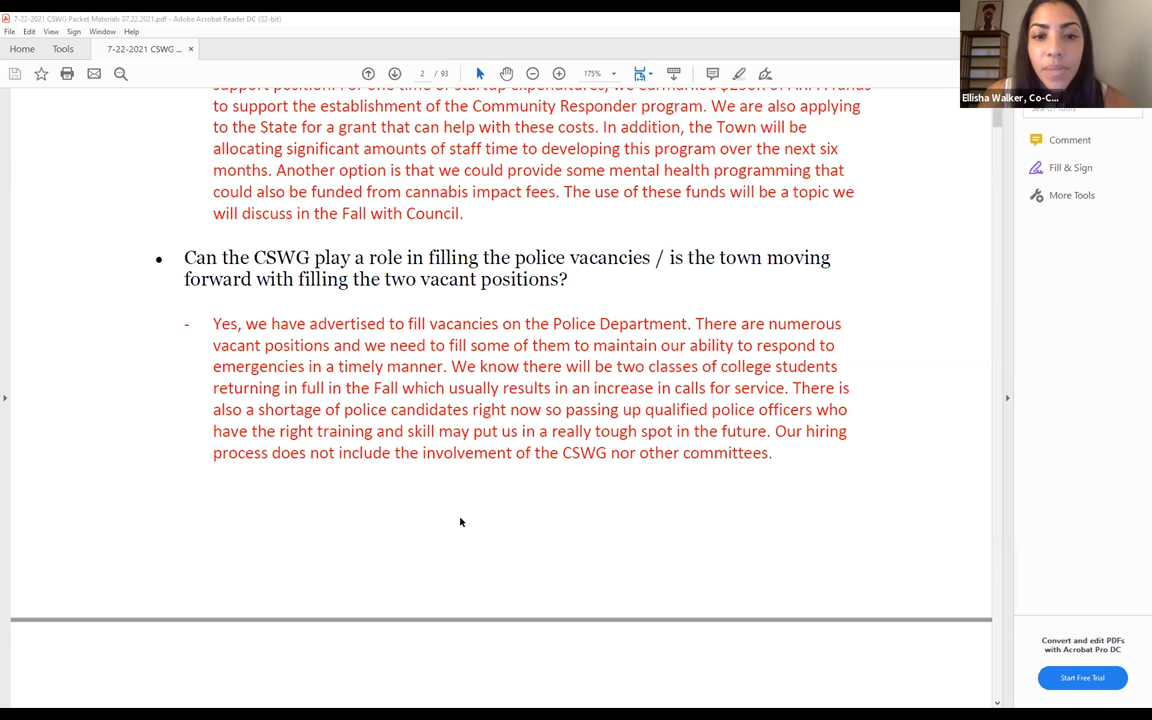 7-22-2021 CSWG Packet Materials 07.22.2021.pdf - Adobe Acrobat Reader DC (32-bit)
File Edit View Sign Window Help
Home Tools 7-22-2021 CSWG ... ×
2 / 93 175%
to support the establishment of the Community Responder program. We are also applying
to the State for a grant that can help with these costs. In addition, the Town will be
allocating significant amounts of staff time to developing this program over the next six
months. Another option is that we could provide some mental health programming that
could also be funded from cannabis impact fees. The use of these funds will be a topic we
will discuss in the Fall with Council.
• Can the CSWG play a role in filling the police vacancies / is the town moving
forward with filling the two vacant positions?
- Yes, we have advertised to fill vacancies on the Police Department. There are numerous
vacant positions and we need to fill some of them to maintain our ability to respond to
emergencies in a timely manner. We know there will be two classes of college students
returning in full in the Fall which usually results in an increase in calls for service. There is
also a shortage of police candidates right now so passing up qualified police officers who
have the right training and skill may put us in a really tough spot in the future. Our hiring
process does not include the involvement of the CSWG nor other committees.
Ellisha Walker, Co-C...
Comment
Fill & Sign
More Tools
Convert and edit PDFs
with Acrobat Pro DC
Start Free Trial